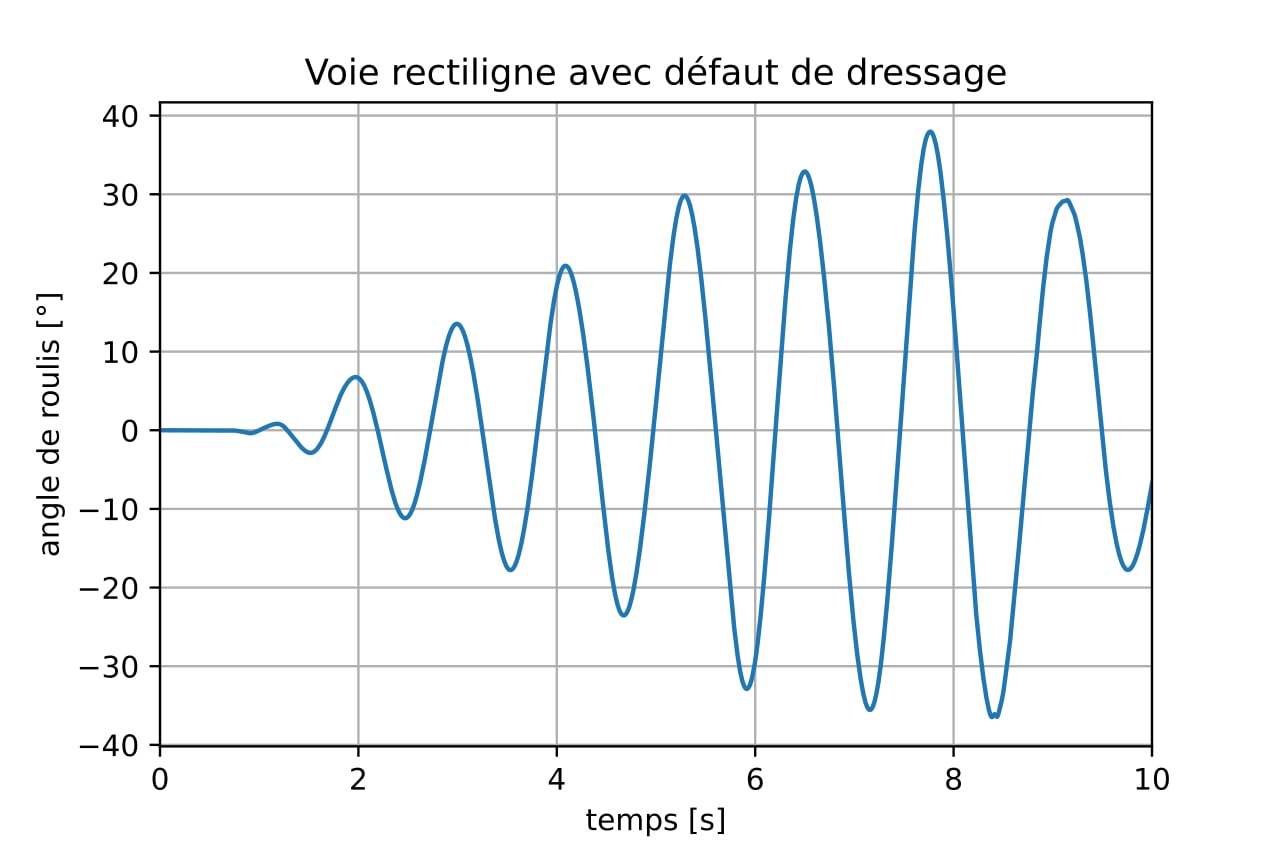 Voie rectiligne avec défaut de dressage
40
30
20
10
0
−10
−20
−30
−40
angle de roulis [°]
0 2 4 6 8 10
temps [s]